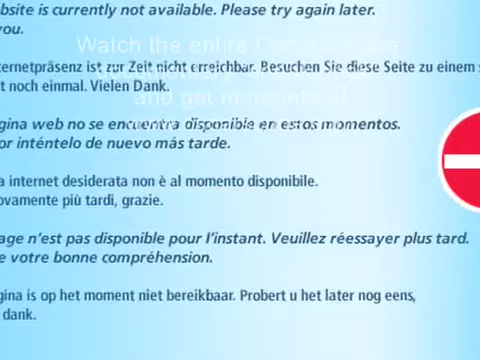 bsite is currently not available. Please try again later.
you.
Watch the entire
ternetpräsenz ist zur Zeit nicht erreichbar. Besuchen Sie diese Seite zu einem s
t noch einmal. Vielen Dank.
and get more info at
gina web no se encuentra disponible en estos momentos.
or inténtelo de nuevo más tarde.
a internet desiderata non è al momento disponibile.
ovamente più tardi, grazie.
age n'est pas disponible pour l'instant. Veuillez réessayer plus tard.
e votre bonne compréhension.
gina is op het moment niet bereikbaar. Probert u het later nog eens,
dank.